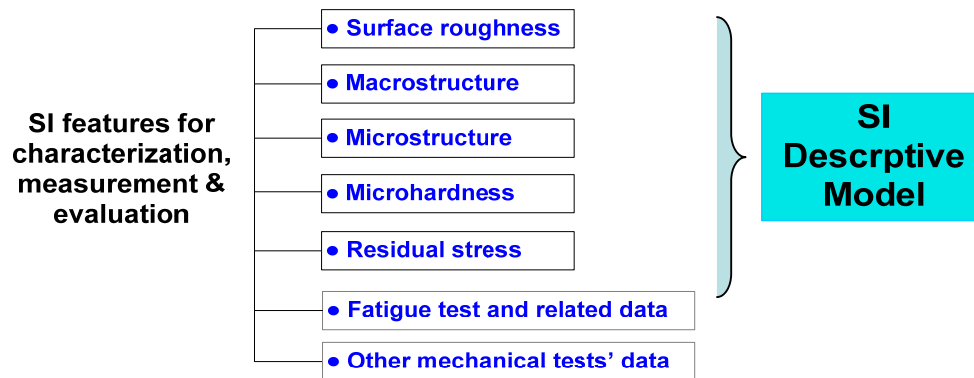 SI features for
characterization,
measurement &
evaluation
• Surface roughness
• Macrostructure
• Microstructure
• Microhardness
• Residual stress
• Fatigue test and related data
• Other mechanical tests’ data
SI
Descrptive
Model